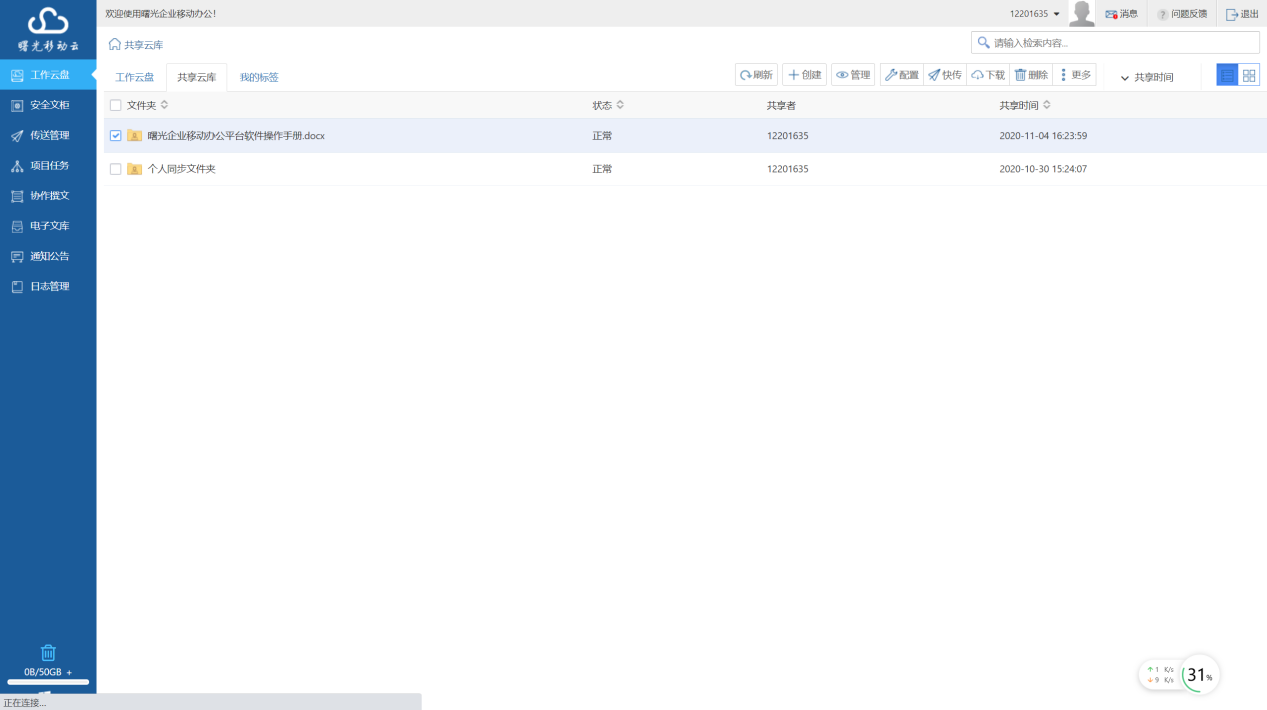 欢迎使用曙光企业移动办公!
12201635
消息
问题反馈
退出
曙光移动云
共享云库
请输入检索内容...
工作云盘
安全文柜
传送管理
项目任务
协作撰文
电子文库
通知公告
日志管理
工作云盘 共享云库 我的标签
刷新 创建 管理 配置 快传 下载 删除 更多 共享时间
文件夹 状态 共享者 共享时间
曙光企业移动办公平台软件操作手册.docx 正常 12201635 2020-11-04 16:23:59
个人同步文件夹 正常 12201635 2020-10-30 15:24:07
0B/50GB +
正在连接...
1 K/s
9 K/s
31%